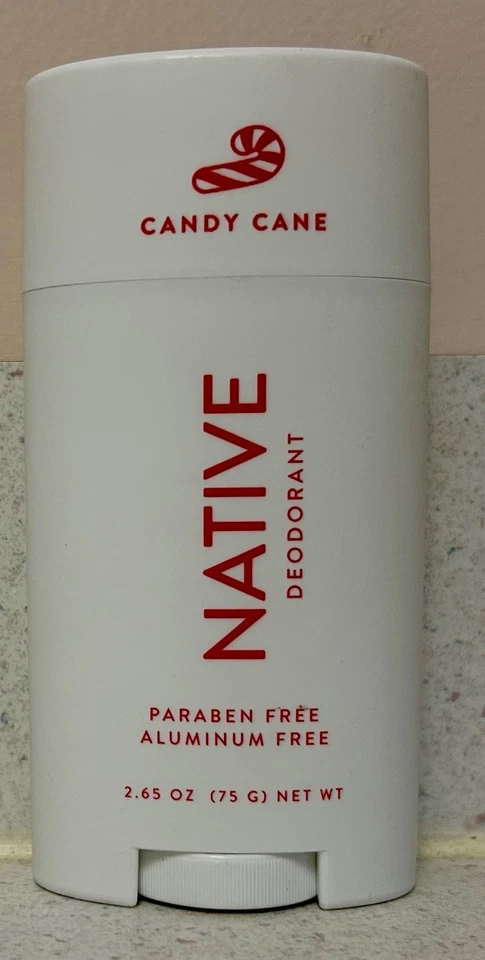 CANDY CANE
NATIVE
DEODORANT
PARABEN FREE
ALUMINUM FREE
2.65 OZ (75 G) NET WT